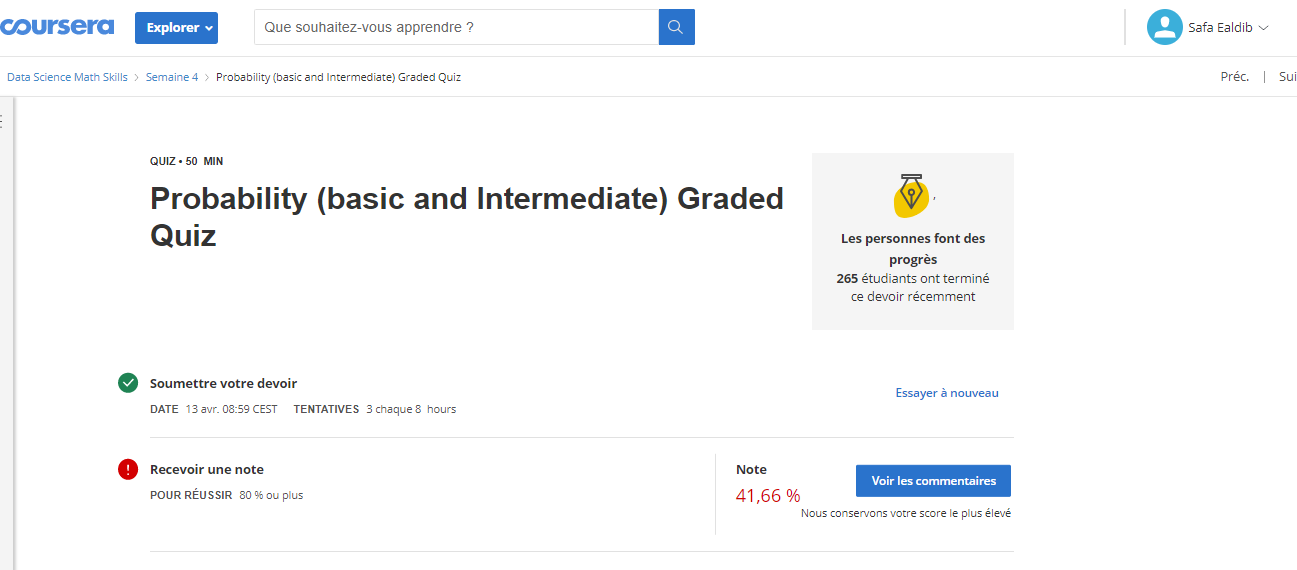 coursera Explorer Que souhaitez-vous apprendre ? Safa Ealdib
Data Science Math Skills > Semaine 4 > Probability (basic and Intermediate) Graded Quiz Préc. | Sui
QUIZ • 50 MIN
Probability (basic and Intermediate) Graded
Quiz
,
Les personnes font des
progrès
265 étudiants ont terminé
ce devoir récemment
Soumettre votre devoir
DATE 13 avr. 08:59 CEST TENTATIVES 3 chaque 8 hours
Essayer à nouveau
Recevoir une note
POUR RÉUSSIR 80 % ou plus
Note
41,66 %
Voir les commentaires
Nous conservons votre score le plus élevé